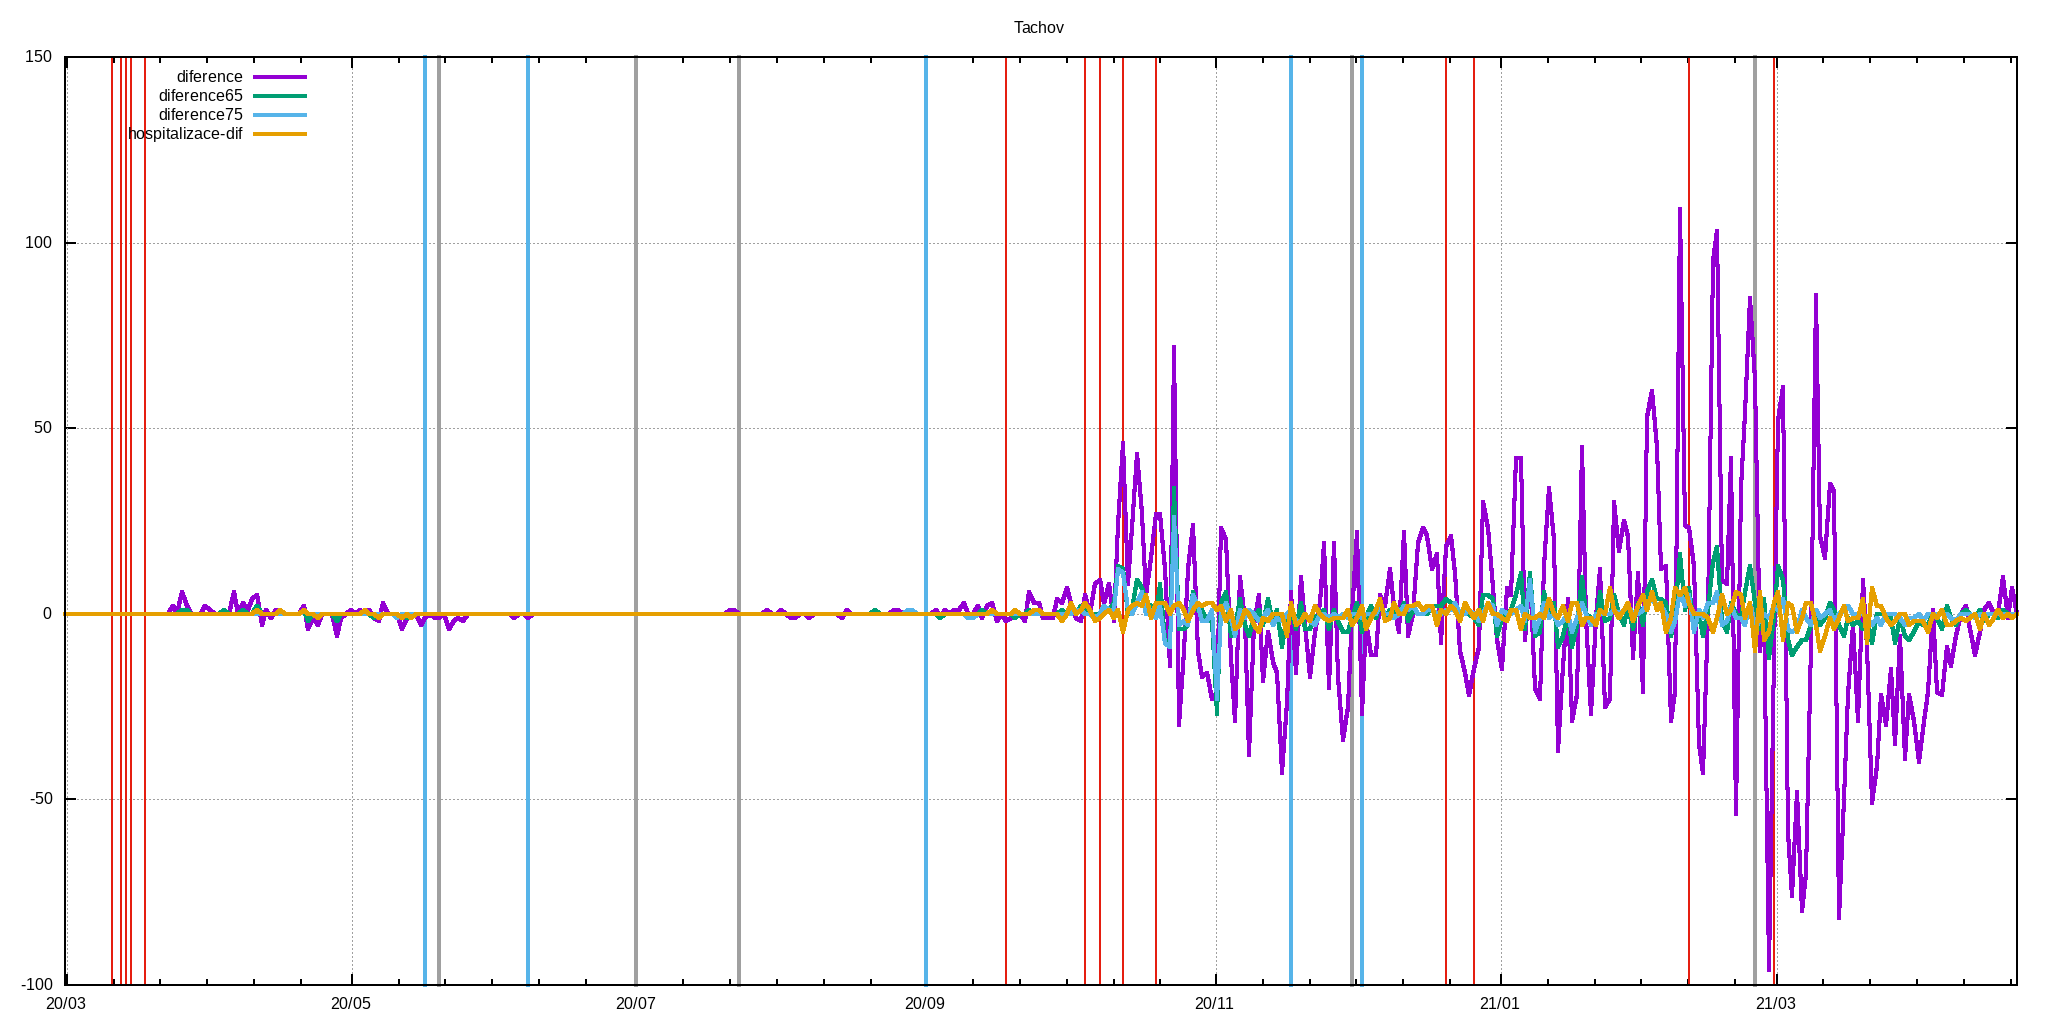 Tachov
150
diference
diference65
diference75
hospitalizace-dif
100
50
0
-50
-100
20/03 20/05 20/07 20/09 20/11 21/01 21/03